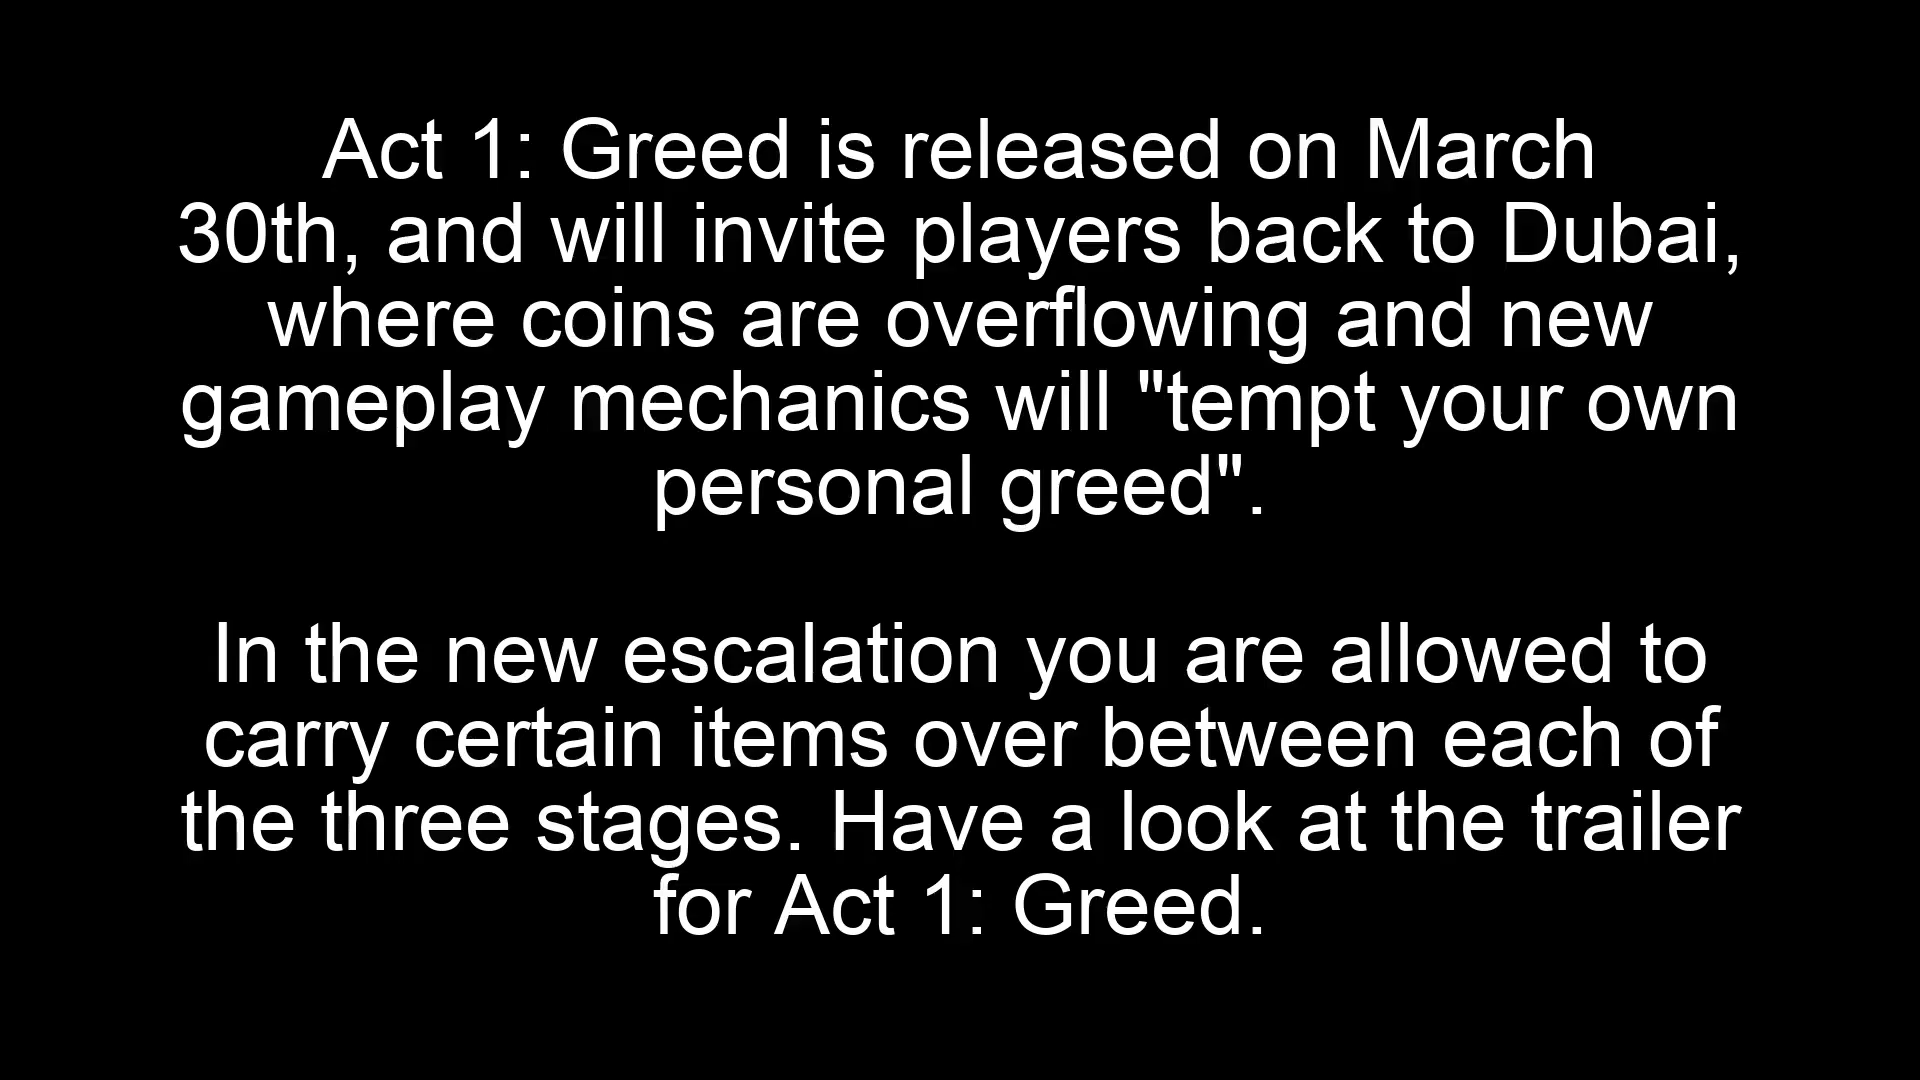 Act 1: Greed is released on March
30th, and will invite players back to Dubai,
where coins are overflowing and new
gameplay mechanics will "tempt your own
personal greed".
In the new escalation you are allowed to
carry certain items over between each of
the three stages. Have a look at the trailer
for Act 1: Greed.